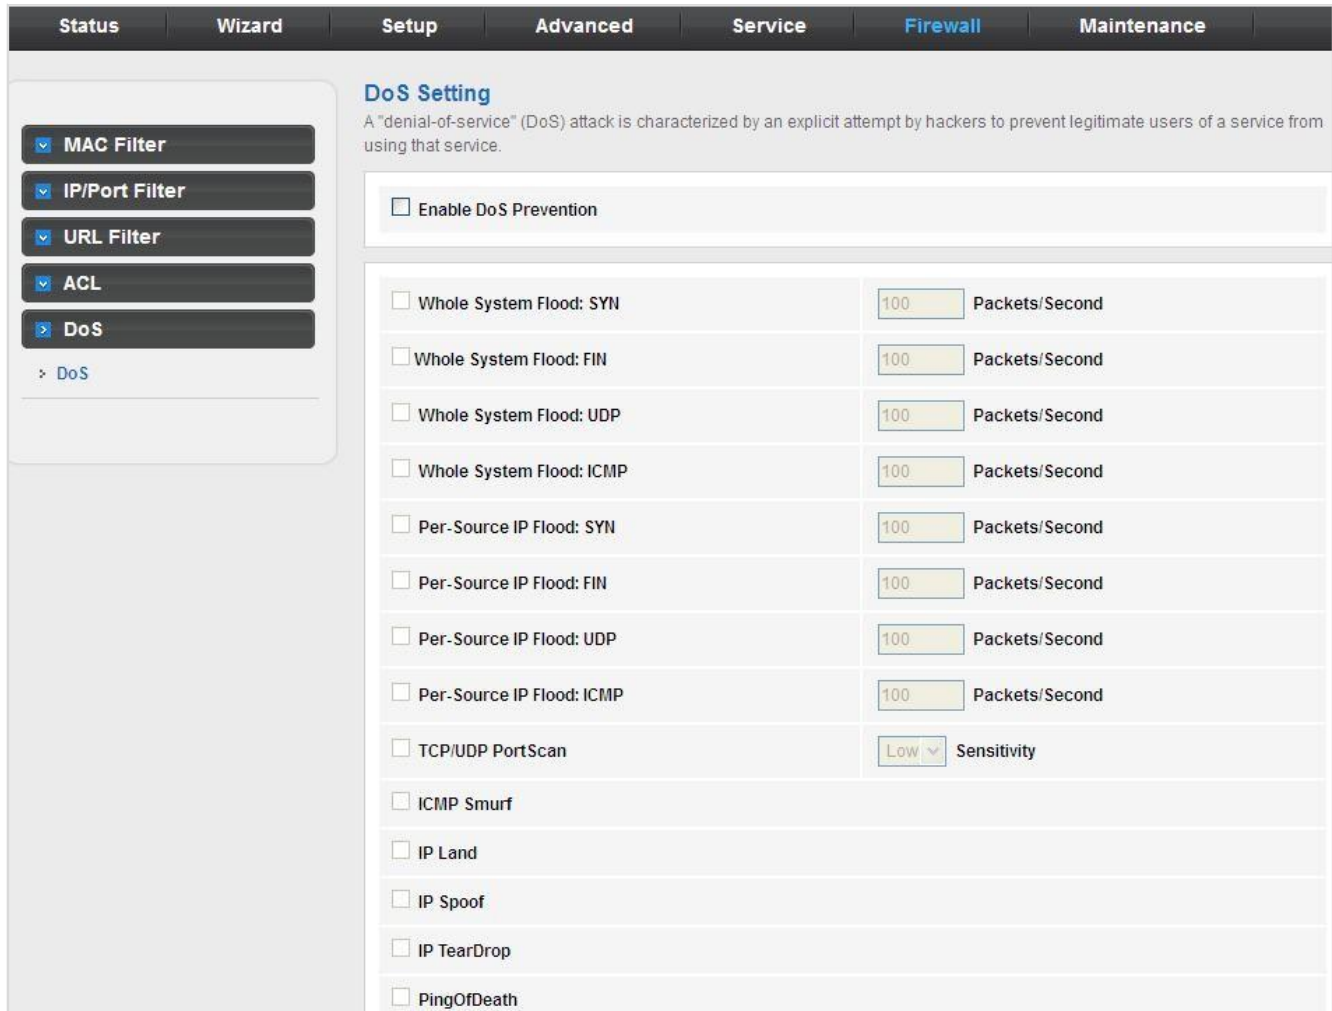 Status Wizard Setup Advanced Service Firewall Maintenance
MAC Filter
IP/Port Filter
URL Filter
ACL
DoS
DoS
DoS Setting
A "denial-of-service" (DoS) attack is characterized by an explicit attempt by hackers to prevent legitimate users of a service from
using that service.
Enable DoS Prevention
Whole System Flood: SYN 100 Packets/Second
Whole System Flood: FIN 100 Packets/Second
Whole System Flood: UDP 100 Packets/Second
Whole System Flood: ICMP 100 Packets/Second
Per-Source IP Flood: SYN 100 Packets/Second
Per-Source IP Flood: FIN 100 Packets/Second
Per-Source IP Flood: UDP 100 Packets/Second
Per-Source IP Flood: ICMP 100 Packets/Second
TCP/UDP PortScan Low Sensitivity
ICMP Smurf
IP Land
IP Spoof
IP TearDrop
PingOfDeath